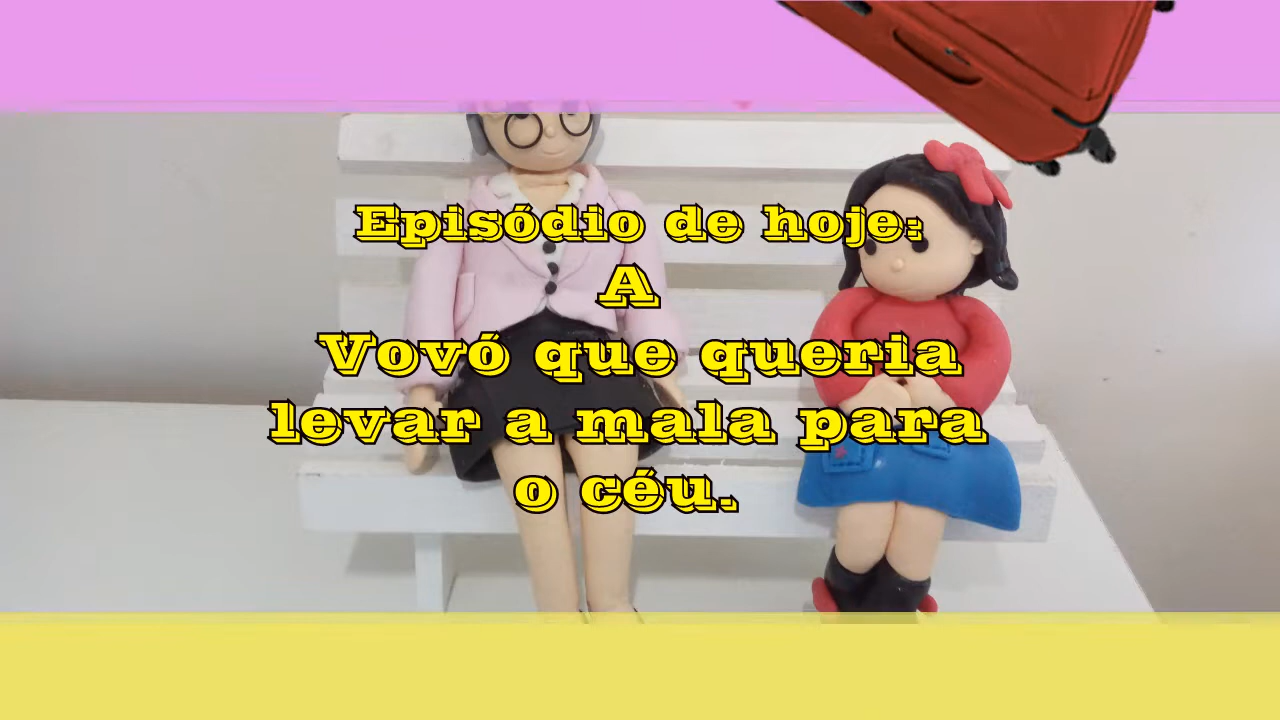 Episódio de hoje:
A
Vovó que queria
levar a mala para
o céu.